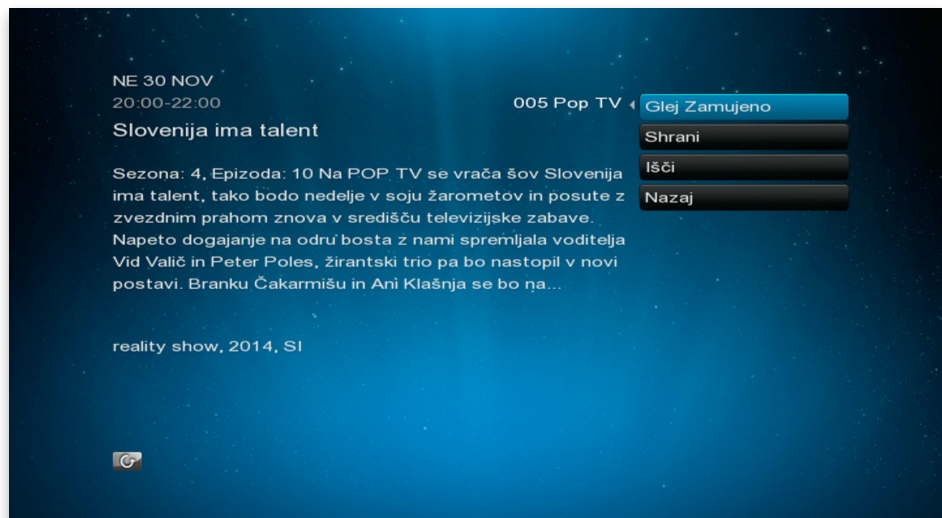 NE 30 NOV
20:00-22:00
005 Pop TV
Glej Zamujeno
Slovenija ima talent
Shrani
Išči
Nazaj
Sezona: 4, Epizoda: 10 Na POP TV se vrača šov Slovenija
ima talent, tako bodo nedelje v soju žarometov in posute z
zvezdnim prahom znova v središču televizijske zabave.
Napeto dogajanje na odru bosta z nami spremljala voditelja
Vid Valič in Peter Poles, žirantski trio pa bo nastopil v novi
postavi. Branku Čakarmišu in Ani Klašnja se bo na...
reality show, 2014, SI